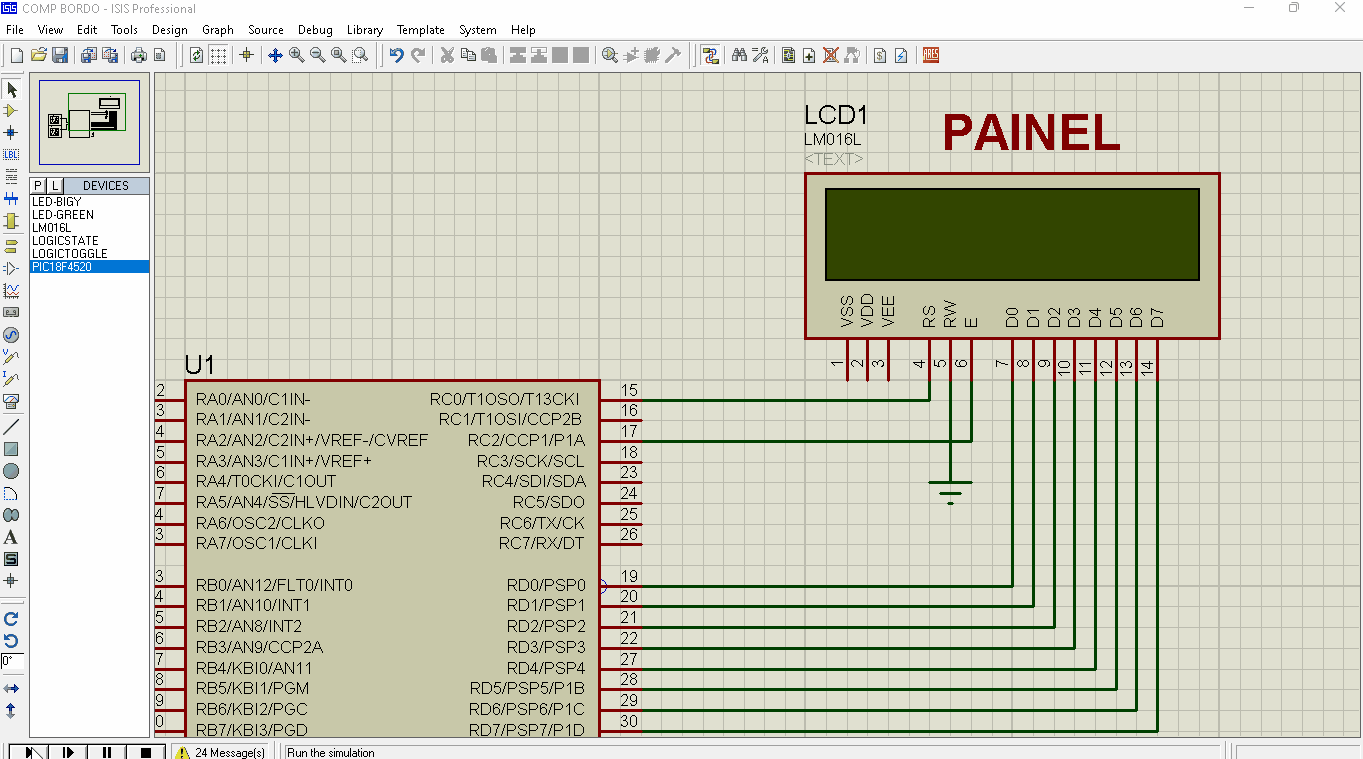 COMP BORDO - ISIS Professional
File View Edit Tools Design Graph Source Debug Library Template System Help
ARES
LBL
P L DEVICES
LED-BIGY
LED-GREEN
LM016L
LOGICSTATE
LOGICTOGGLE
PIC18F4520
0°
LCD1
LM016L
<TEXT>
PAINEL
VSS VDD VEE RS RW E D0 D1 D2 D3 D4 D5 D6 D7
1 2 3 4 5 6 7 8 9 10 11 12 13 14
U1
2 RA0/AN0/C1IN- RC0/T1OSO/T13CKI 15
3 RA1/AN1/C2IN- RC1/T1OSI/CCP2B 16
4 RA2/AN2/C2IN+/VREF-/CVREF RC2/CCP1/P1A 17
5 RA3/AN3/C1IN+/VREF+ RC3/SCK/SCL 18
6 RA4/T0CKI/C1OUT RC4/SDI/SDA 23
7 RA5/AN4/SS/HLVDIN/C2OUT RC5/SDO 24
4 RA6/OSC2/CLKO RC6/TX/CK 25
3 RA7/OSC1/CLKI RC7/RX/DT 26
3 RB0/AN12/FLT0/INT0 RD0/PSP0 19
4 RB1/AN10/INT1 RD1/PSP1 20
5 RB2/AN8/INT2 RD2/PSP2 21
6 RB3/AN9/CCP2A RD3/PSP3 22
7 RB4/KBI0/AN11 RD4/PSP4 27
8 RB5/KBI1/PGM RD5/PSP5/P1B 28
9 RB6/KBI2/PGC RD6/PSP6/P1C 29
0 RB7/KBI3/PGD RD7/PSP7/P1D 30
24 Message(s) Run the simulation